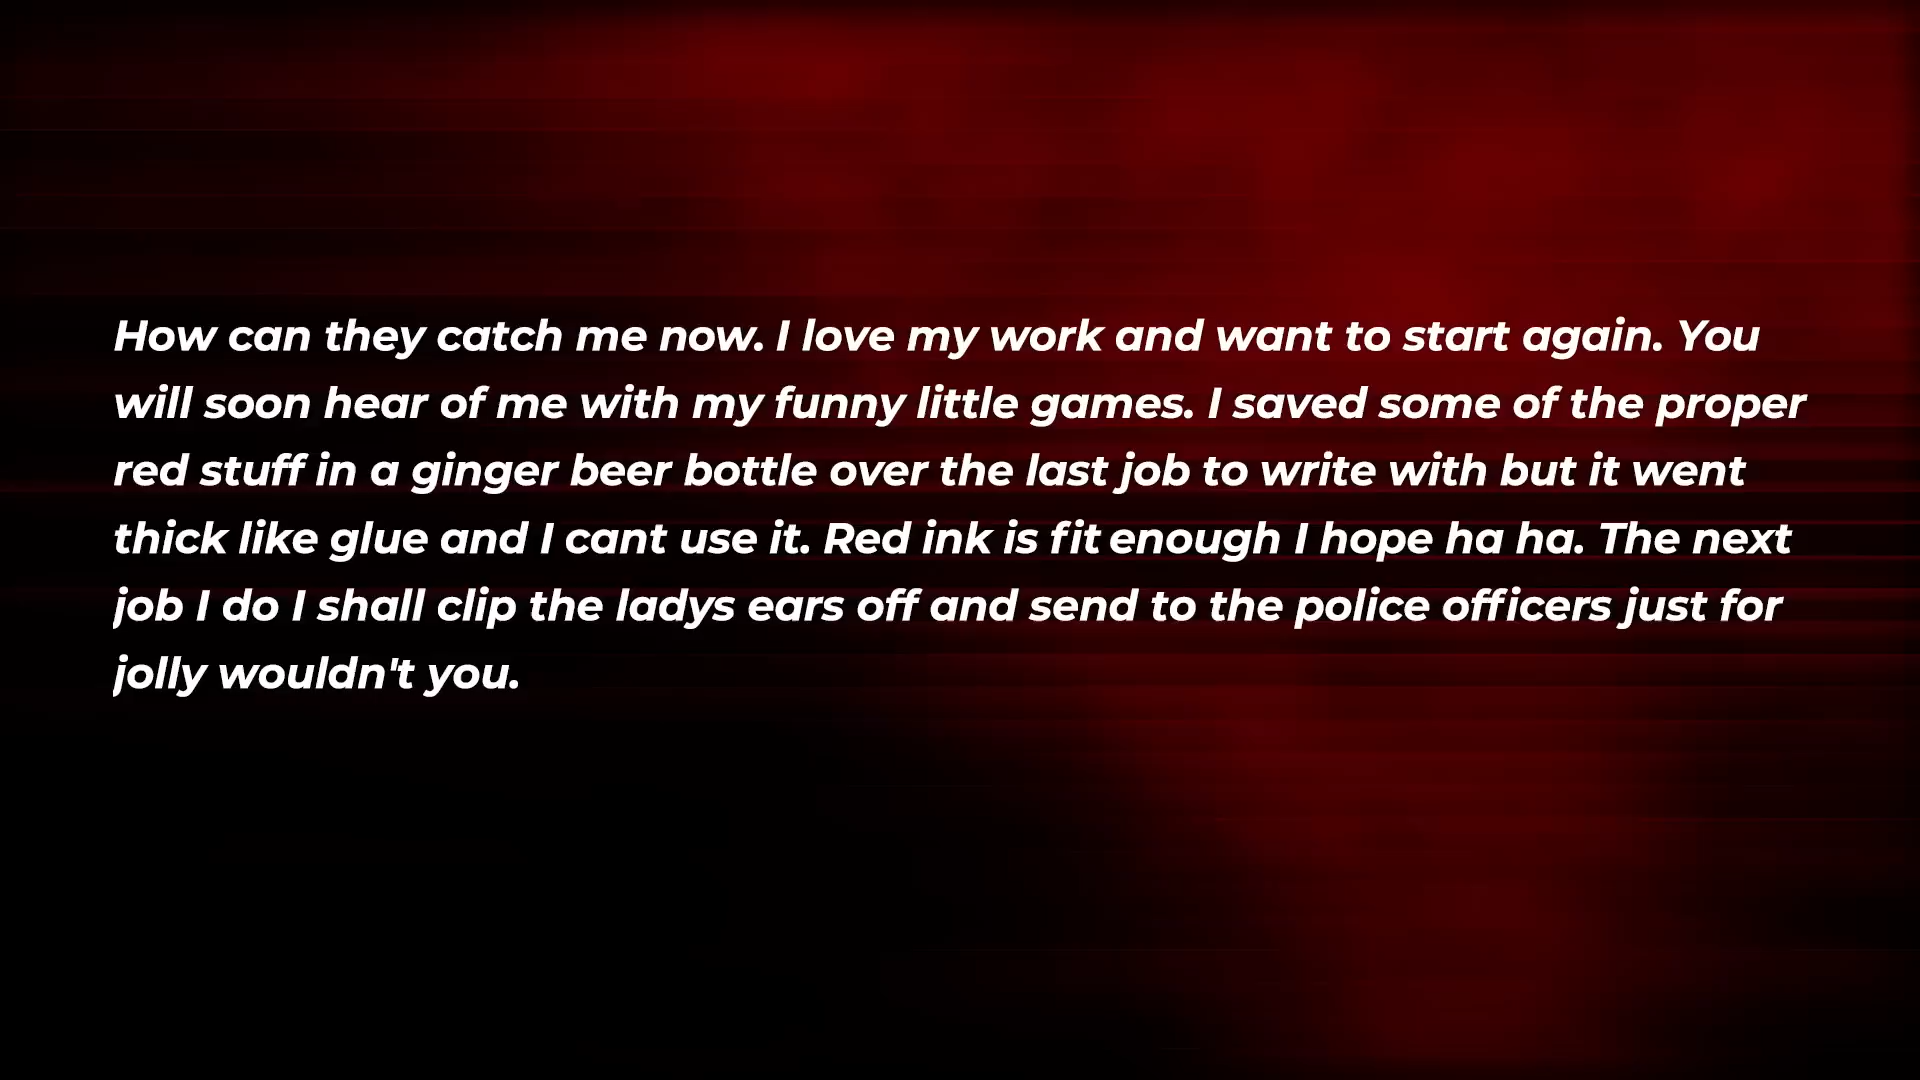 How can they catch me now. I love my work and want to start again. You
will soon hear of me with my funny little games. I saved some of the proper
red stuff in a ginger beer bottle over the last job to write with but it went
thick like glue and I cant use it. Red ink is fit enough I hope ha ha. The next
job I do I shall clip the ladys ears off and send to the police officers just for
jolly wouldn't you.